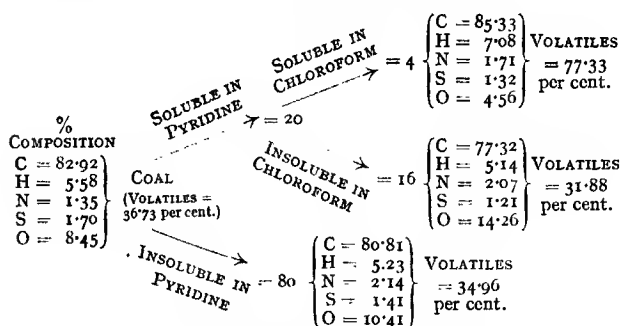 % COMPOSITION
C = 82·92
H = 5·58
N = 1·35
S = 1·70
O = 8·45
COAL
(VOLATILES =
36·73 per cent.)
SOLUBLE IN
PYRIDINE
= 20
SOLUBLE IN
CHLOROFORM
= 4
C = 85·33
H = 7·08
N = 1·71
S = 1·32
O = 4·56
VOLATILES
= 77·33
per cent.
INSOLUBLE IN
CHLOROFORM
= 16
C = 77·32
H = 5·14
N = 2·07
S = 1·21
O = 14·26
VOLATILES
= 31·88
per cent.
INSOLUBLE IN
PYRIDINE
= 80
C = 80·81
H = 5·23
N = 2·14
S = 1·41
O = 10·41
VOLATILES
= 34·96
per cent.